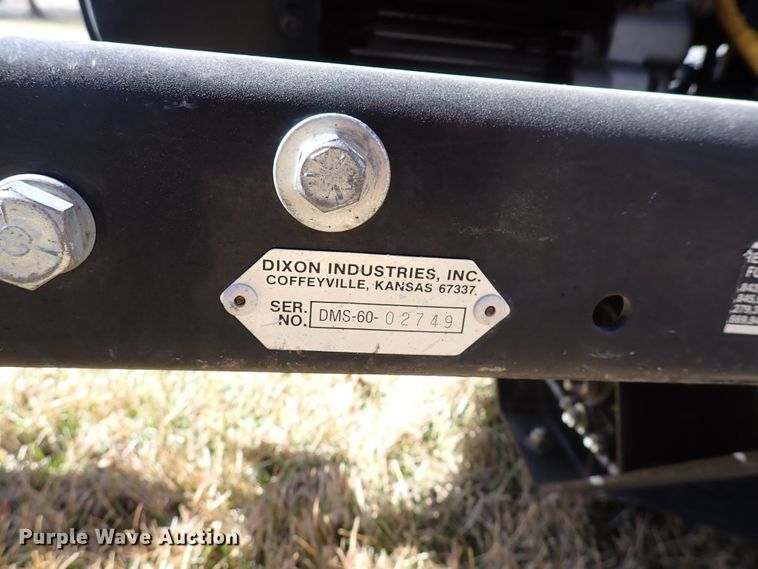 DIXON INDUSTRIES, INC.
COFFEYVILLE, KANSAS 67337
SER.
NO. DMS-60-02749
Purple Wave Auction